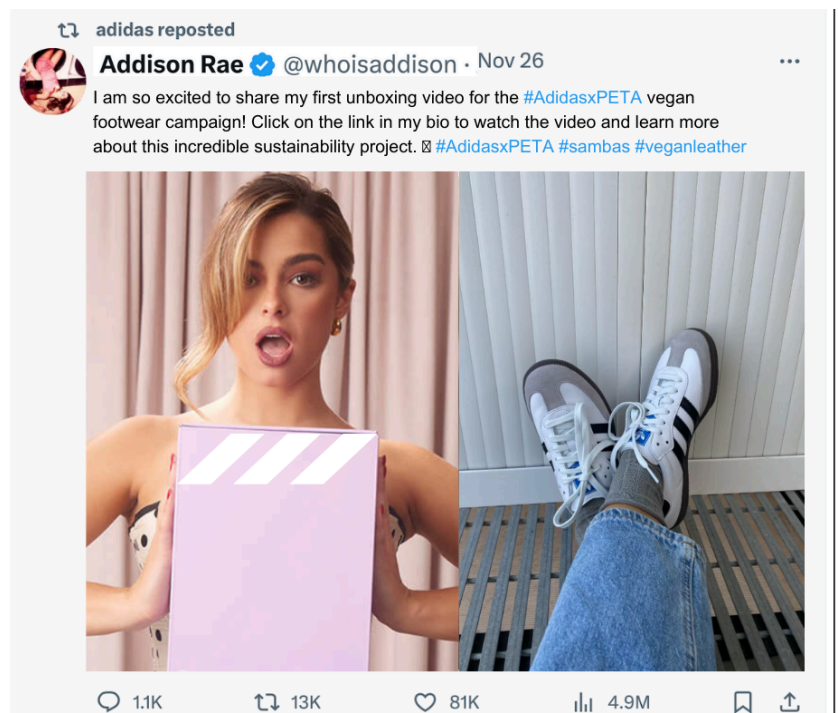 adidas reposted
Addison Rae @whoisaddison · Nov 26
I am so excited to share my first unboxing video for the #AdidasxPETA vegan
footwear campaign! Click on the link in my bio to watch the video and learn more
about this incredible sustainability project. #AdidasxPETA #sambas #veganleather
1.1K 13K 81K 4.9M